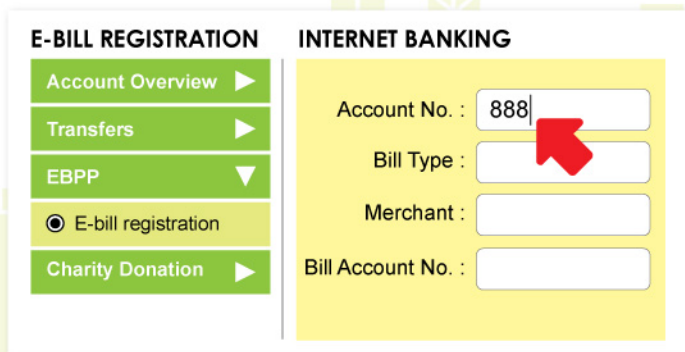 E-BILL REGISTRATION
Account Overview
Transfers
EBPP
E-bill registration
Charity Donation
INTERNET BANKING
Account No. : 888
Bill Type :
Merchant :
Bill Account No. :